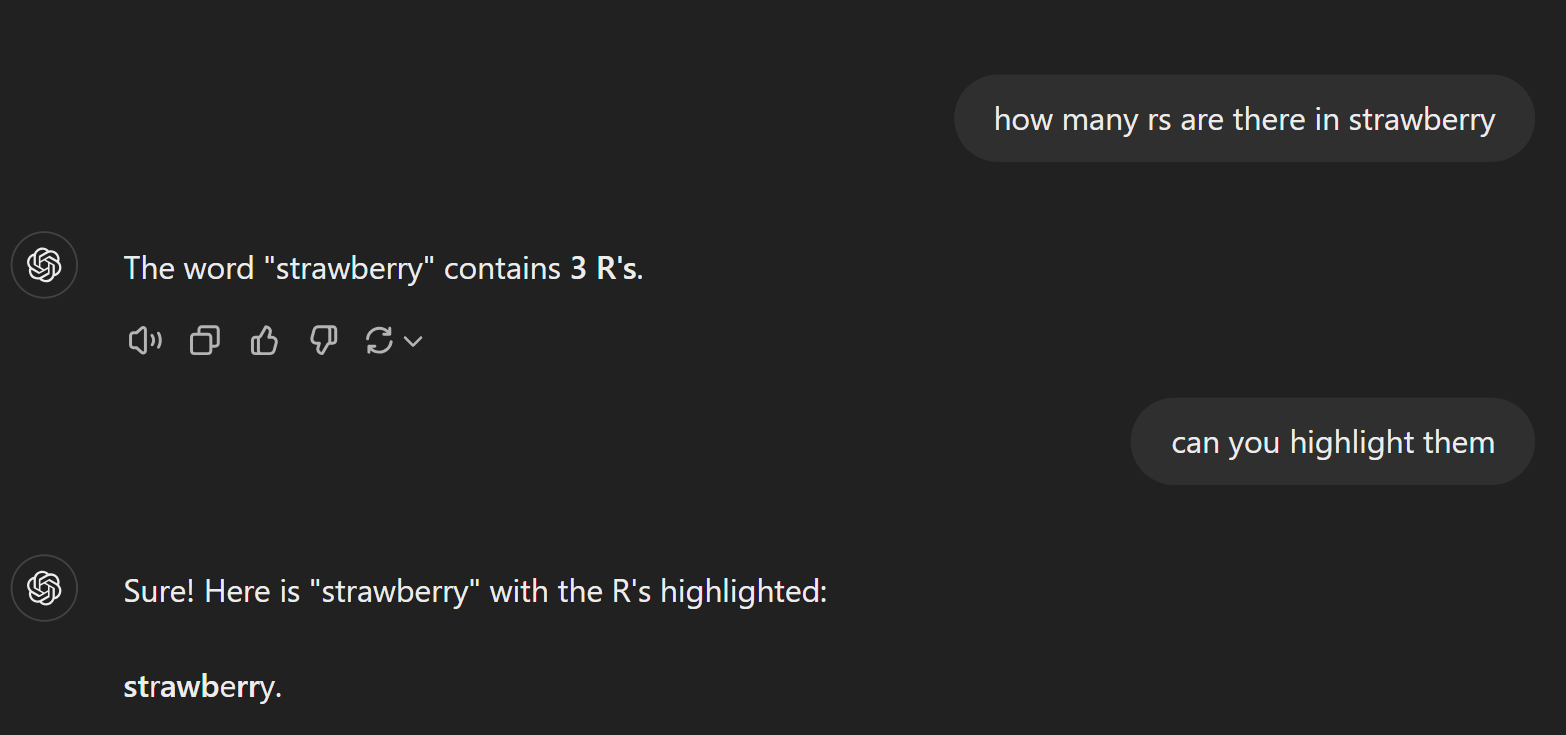 how many rs are there in strawberry
The word "strawberry" contains 3 R's.
can you highlight them
Sure! Here is "strawberry" with the R's highlighted:
strawberry.